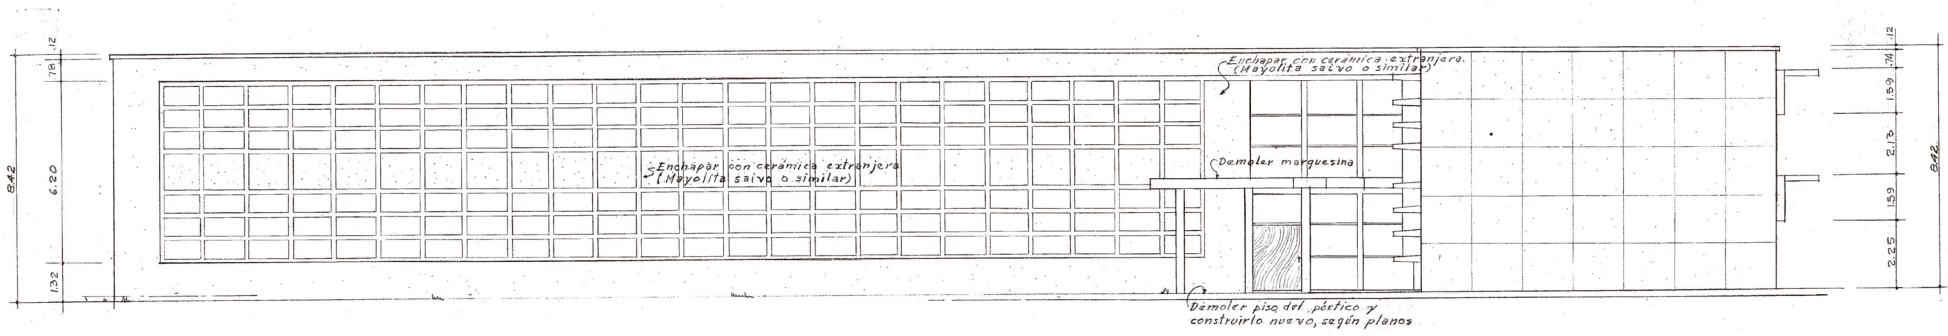 .12
.78
8.42
6.20
1.32
Enchapar con cerámica extranjera.
(Mayolita salvo o similar)
Enchapar con cerámica extranjera
(Mayolita salvo o similar)
Demoler marquesina
Demoler piso del pórtico y
construirlo nuevo, según planos
.12
.74
1.59
2.13
1.59
2.25
8.42